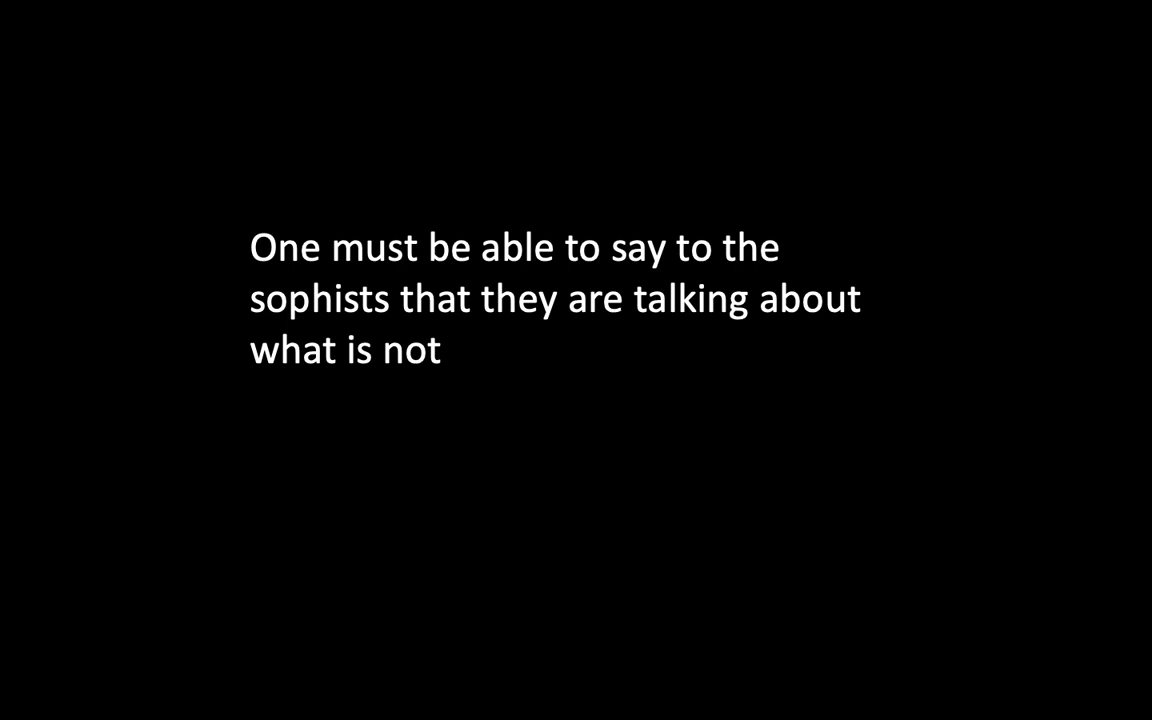 One must be able to say to the
sophists that they are talking about
what is not